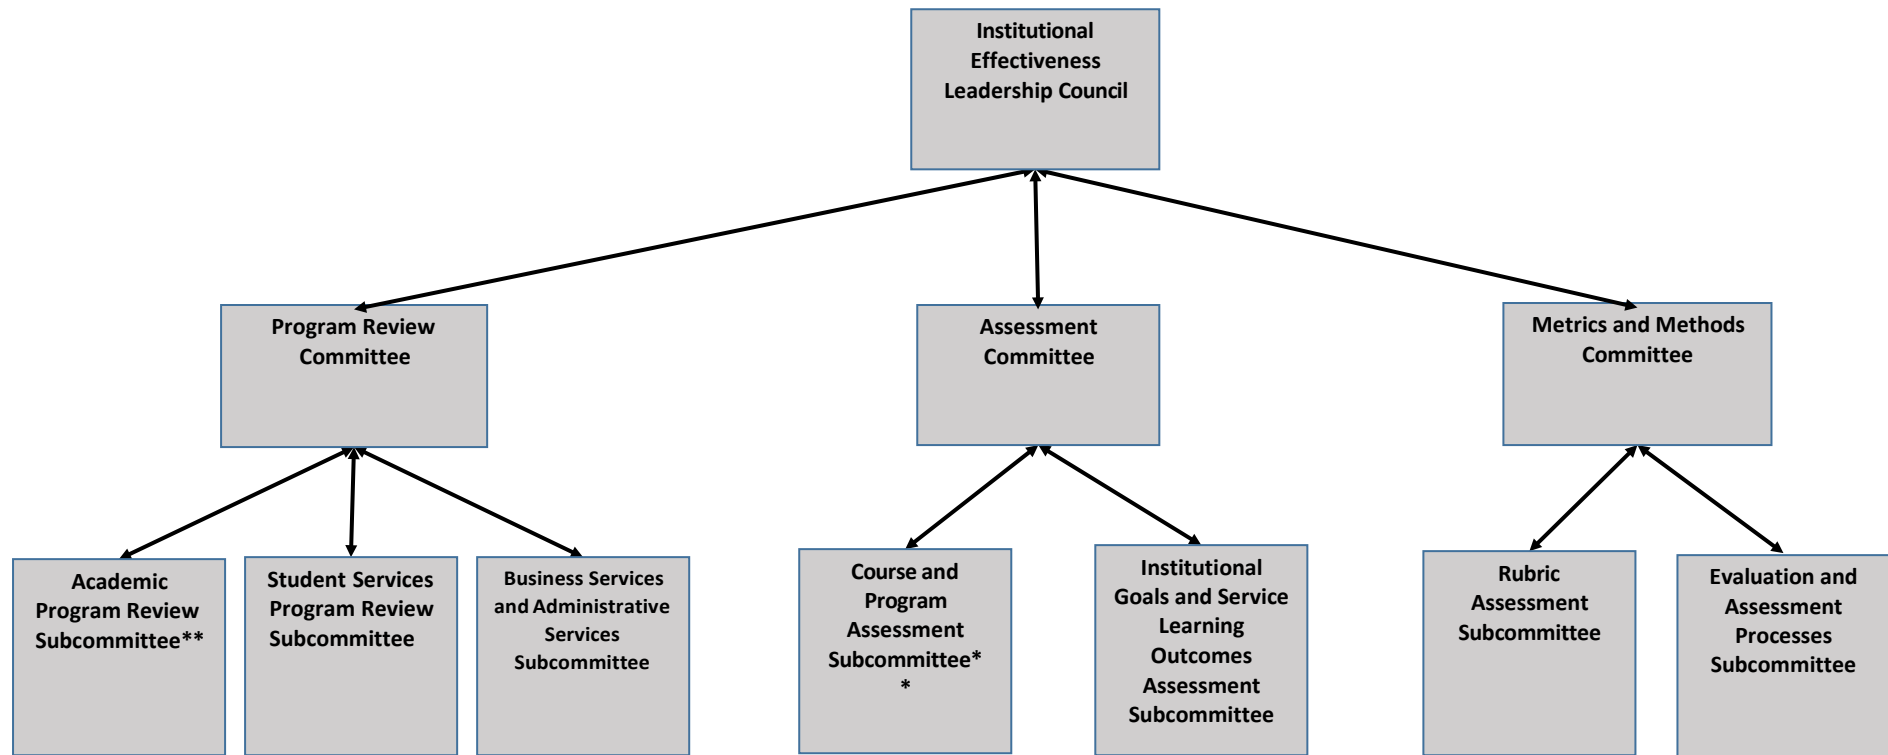 Institutional
Effectiveness
Leadership Council
Program Review
Committee
Assessment
Committee
Metrics and Methods
Committee
Academic
Program Review
Subcommittee**
Student Services
Program Review
Subcommittee
Business Services
and Administrative
Services
Subcommittee
Course and
Program
Assessment
Subcommittee*
*
Institutional
Goals and Service
Learning
Outcomes
Assessment
Subcommittee
Rubric
Assessment
Subcommittee
Evaluation and
Assessment
Processes
Subcommittee